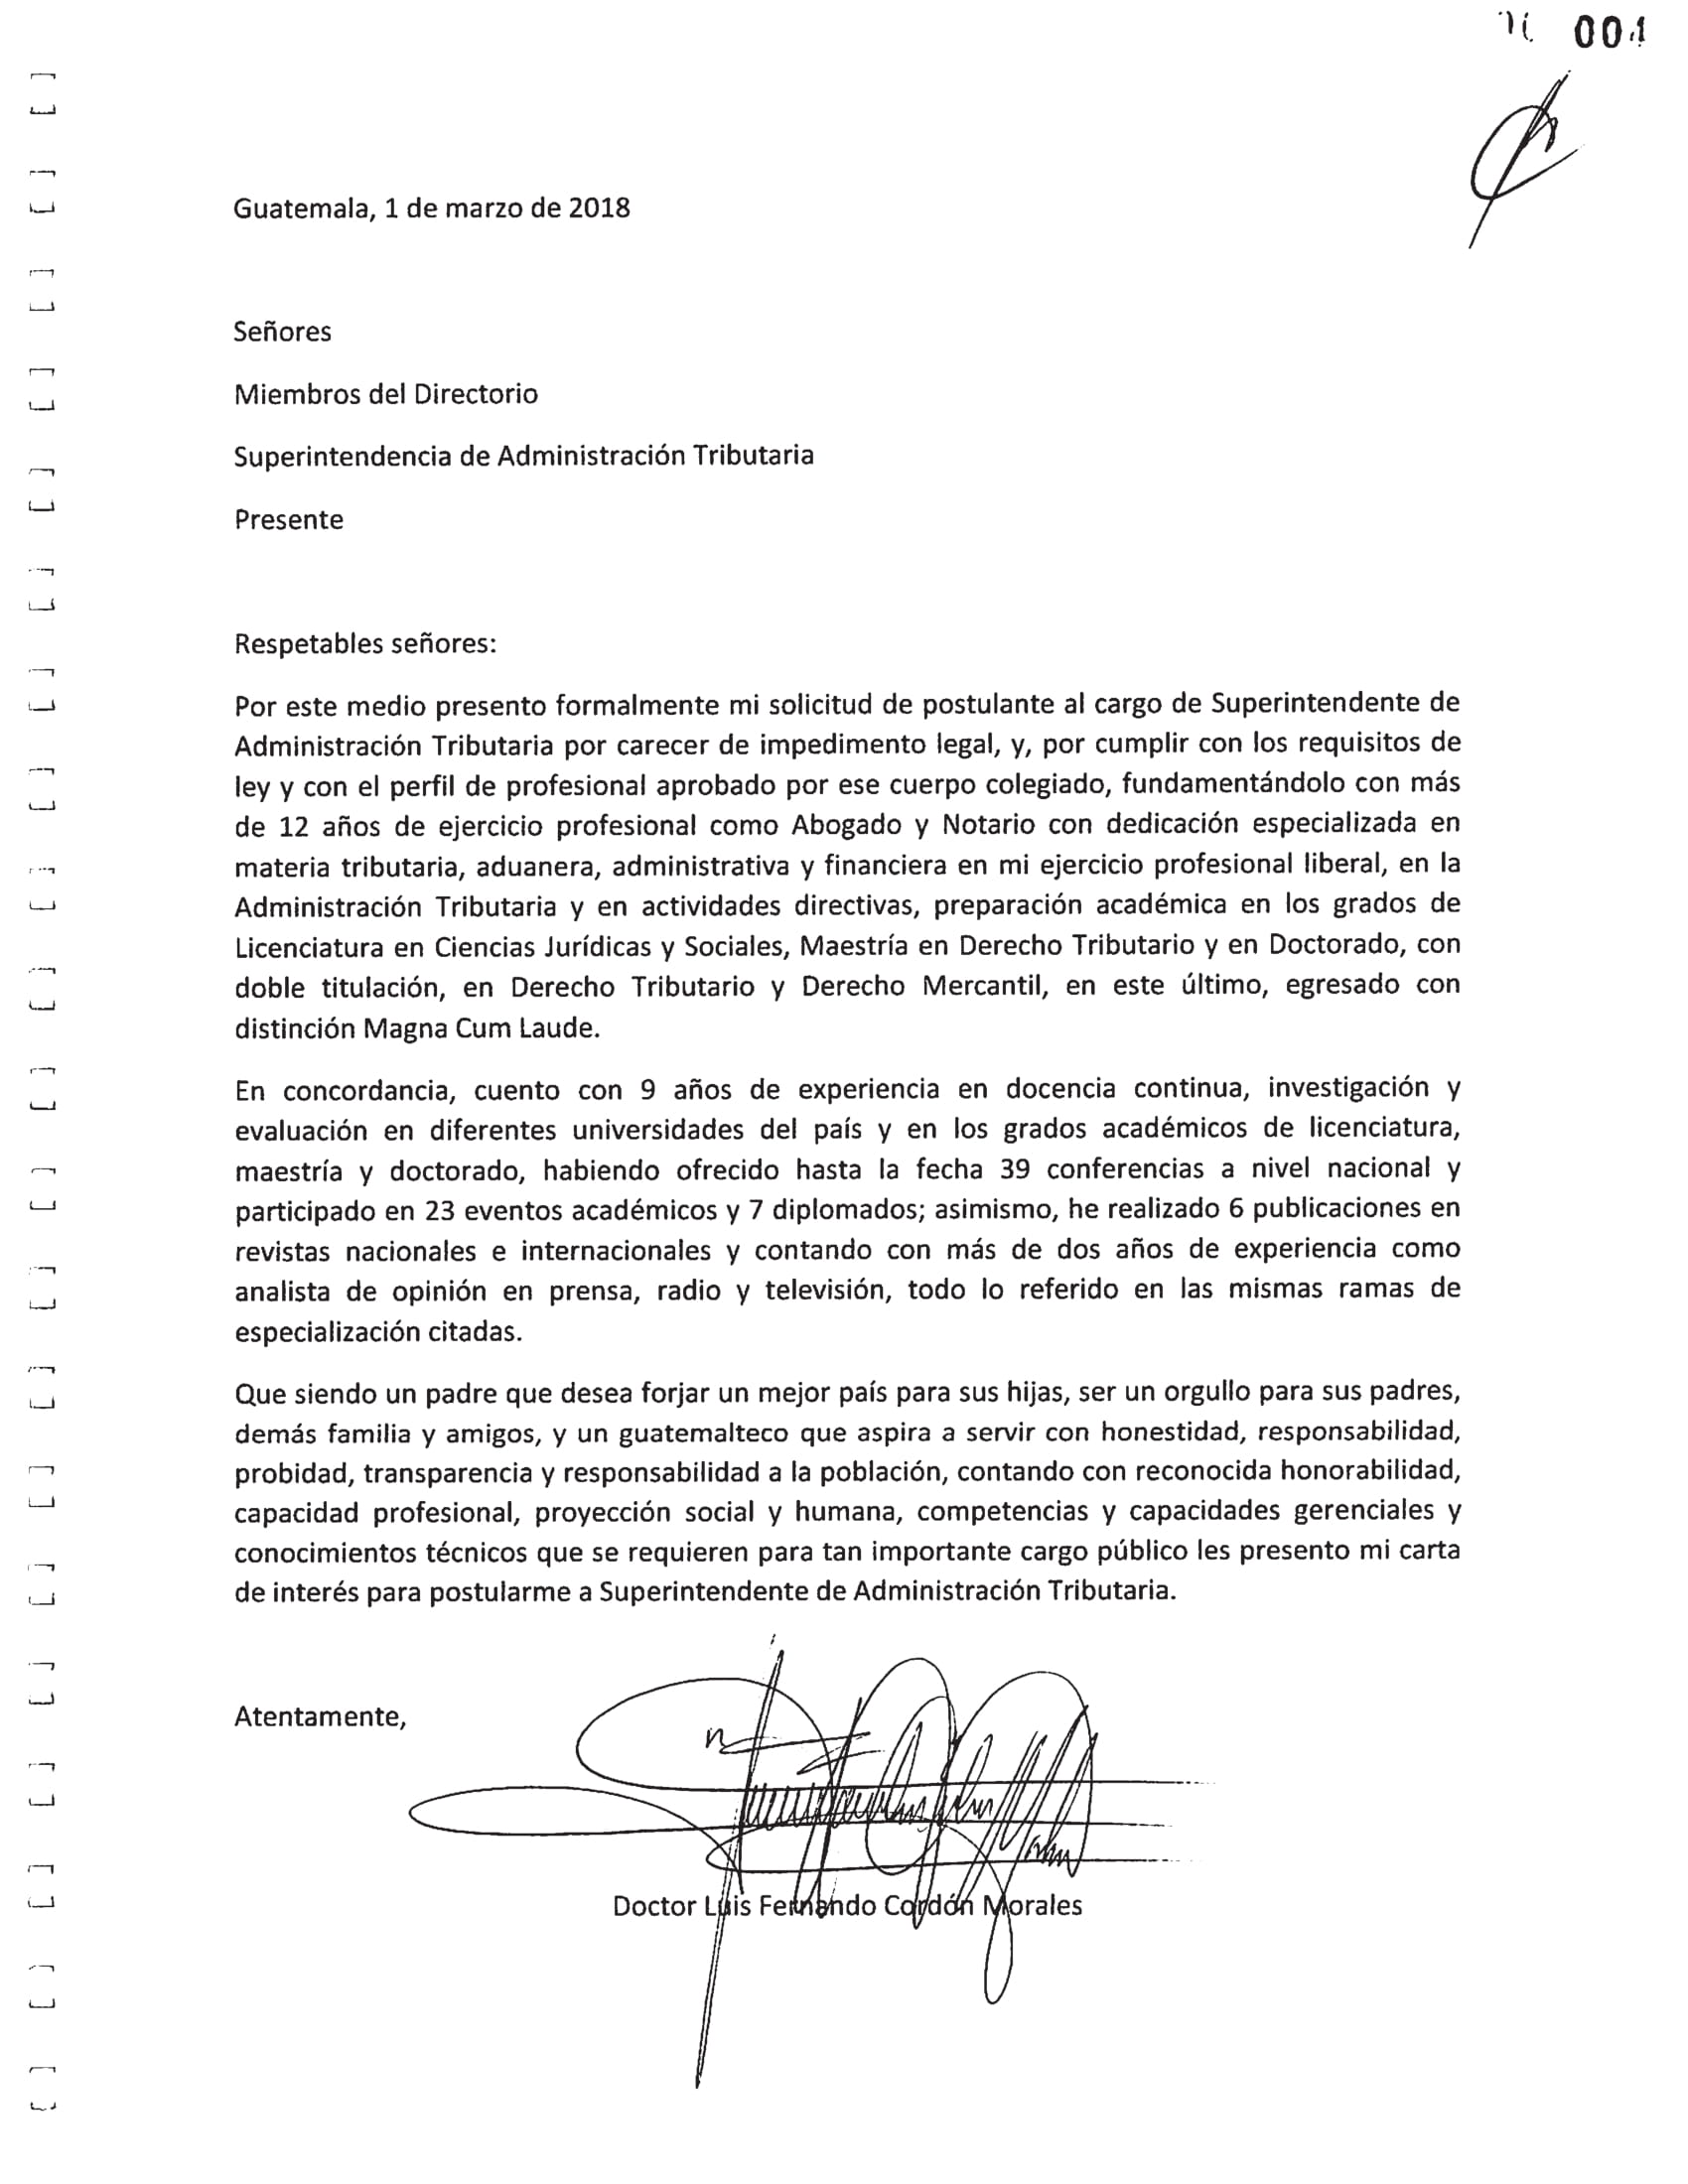 001
Guatemala, 1 de marzo de 2018
Señores
Miembros del Directorio
Superintendencia de Administración Tributaria
Presente
Respetables señores:
Por este medio presento formalmente mi solicitud de postulante al cargo de Superintendente de
Administración Tributaria por carecer de impedimento legal, y, por cumplir con los requisitos de
ley y con el perfil de profesional aprobado por ese cuerpo colegiado, fundamentándolo con más
de 12 años de ejercicio profesional como Abogado y Notario con dedicación especializada en
materia tributaria, aduanera, administrativa y financiera en mi ejercicio profesional liberal, en la
Administración Tributaria y en actividades directivas, preparación académica en los grados de
Licenciatura en Ciencias Jurídicas y Sociales, Maestría en Derecho Tributario y en Doctorado, con
doble titulación, en Derecho Tributario y Derecho Mercantil, en este último, egresado con
distinción Magna Cum Laude.
En concordancia, cuento con 9 años de experiencia en docencia continua, investigación y
evaluación en diferentes universidades del país y en los grados académicos de licenciatura,
maestría y doctorado, habiendo ofrecido hasta la fecha 39 conferencias a nivel nacional y
participado en 23 eventos académicos y 7 diplomados; asimismo, he realizado 6 publicaciones en
revistas nacionales e internacionales y contando con más de dos años de experiencia como
analista de opinión en prensa, radio y televisión, todo lo referido en las mismas ramas de
especialización citadas.
Que siendo un padre que desea forjar un mejor país para sus hijas, ser un orgullo para sus padres,
demás familia y amigos, y un guatemalteco que aspira a servir con honestidad, responsabilidad,
probidad, transparencia y responsabilidad a la población, contando con reconocida honorabilidad,
capacidad profesional, proyección social y humana, competencias y capacidades gerenciales y
conocimientos técnicos que se requieren para tan importante cargo público les presento mi carta
de interés para postularme a Superintendente de Administración Tributaria.
Atentamente,
Doctor Luis Fernando Cordón Morales